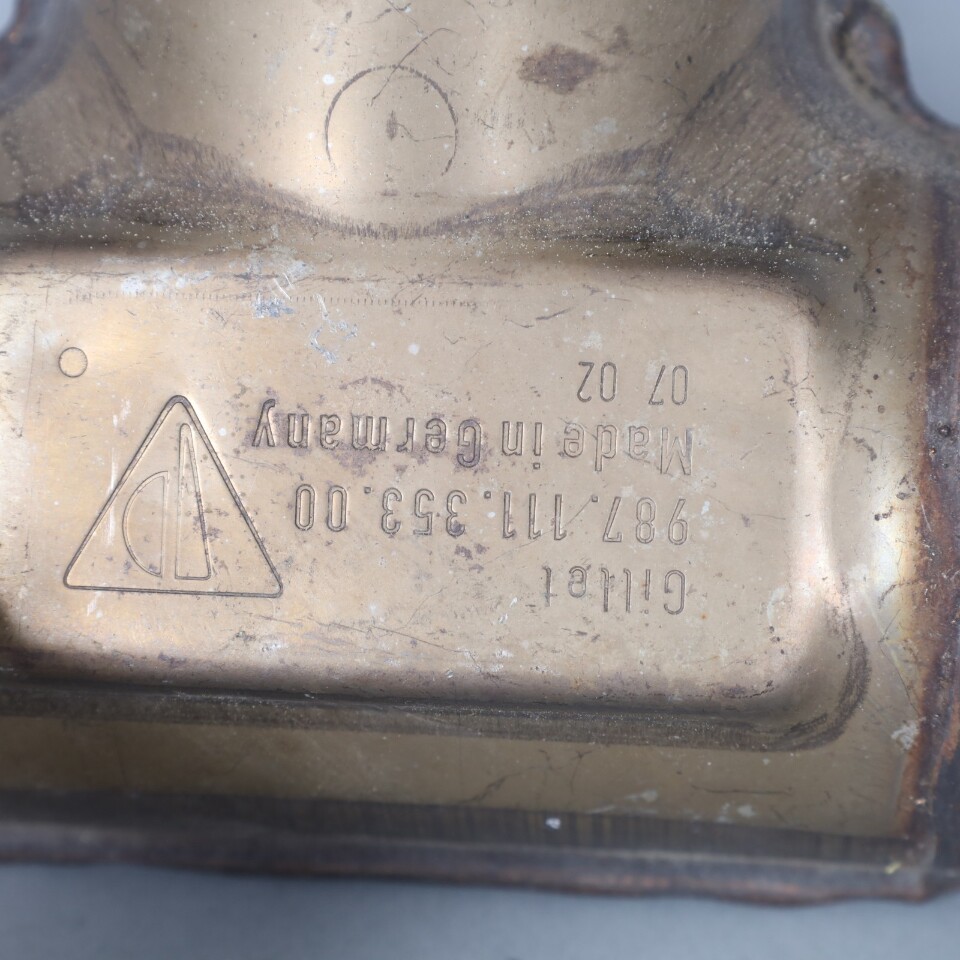 Gillet
987.111.353.00
Made in Germany
07 02